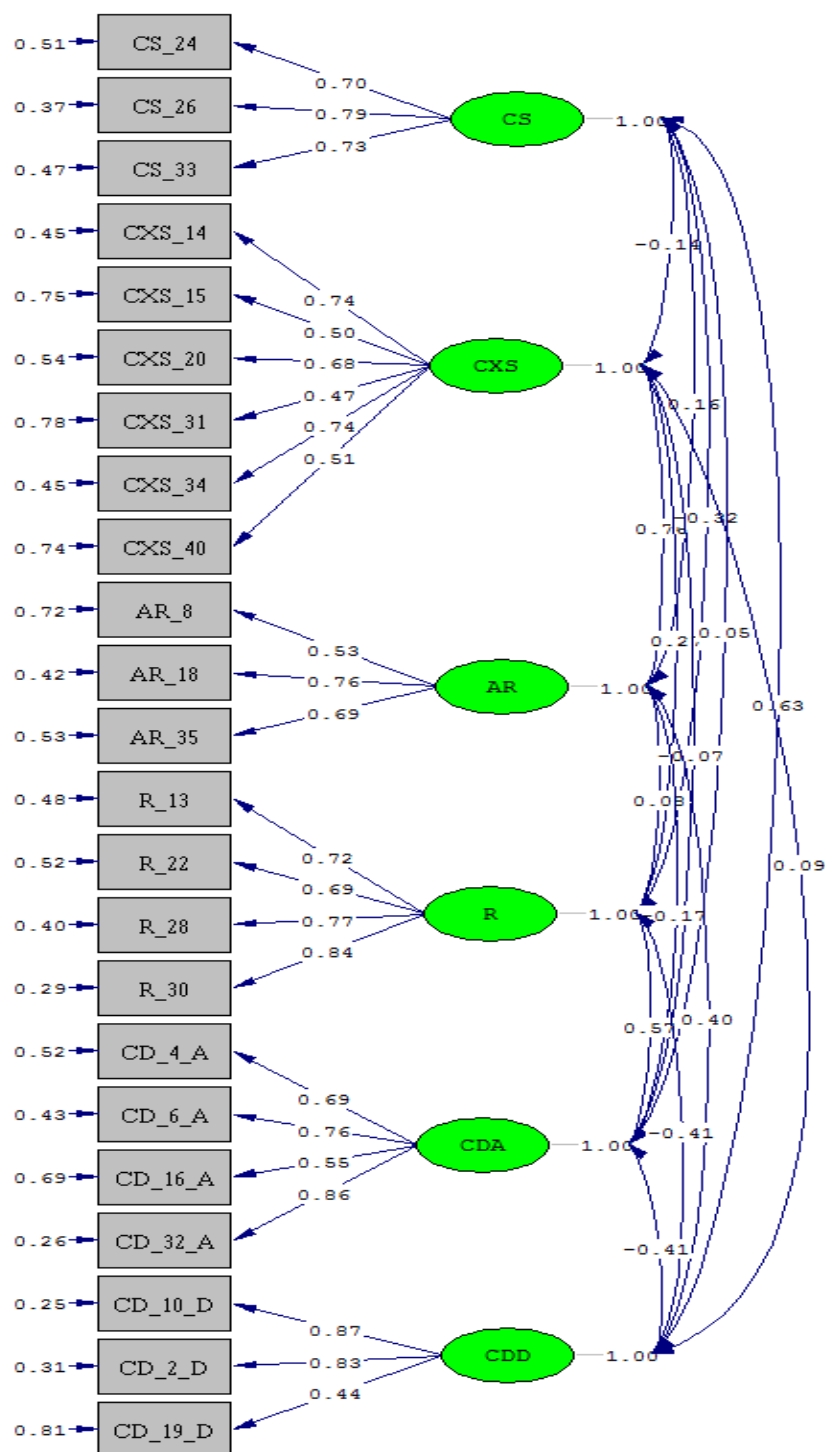 0.51 CS_24
0.70
0.37 CS_26
0.79
CS 1.00
0.73
0.47 CS_33
0.45 CXS_14
-0.14
0.75 CXS_15
0.74
0.50
0.54 CXS_20
0.68
CXS 1.00
0.47
0.16
0.78 CXS_31
0.74
0.51
0.45 CXS_34
0.32
0.74 CXS_40
0.72 AR_8
0.53
0.05
0.42 AR_18
0.76
AR 1.00
0.69
0.63
0.53 AR_35
-0.07
0.48 R_13
0.72
0.52 R_22
0.69
0.09
0.77
R 1.00
-0.17
0.40 R_28
0.84
0.29 R_30
0.57
0.40
0.52 CD_4_A
0.69
0.43 CD_6_A
0.76
-0.41
CDA 1.00
0.55
0.69 CD_16_A
0.86
0.26 CD_32_A
-0.41
0.25 CD_10_D
0.87
CDD 1.00
0.83
0.31 CD_2_D
0.44
0.81 CD_19_D